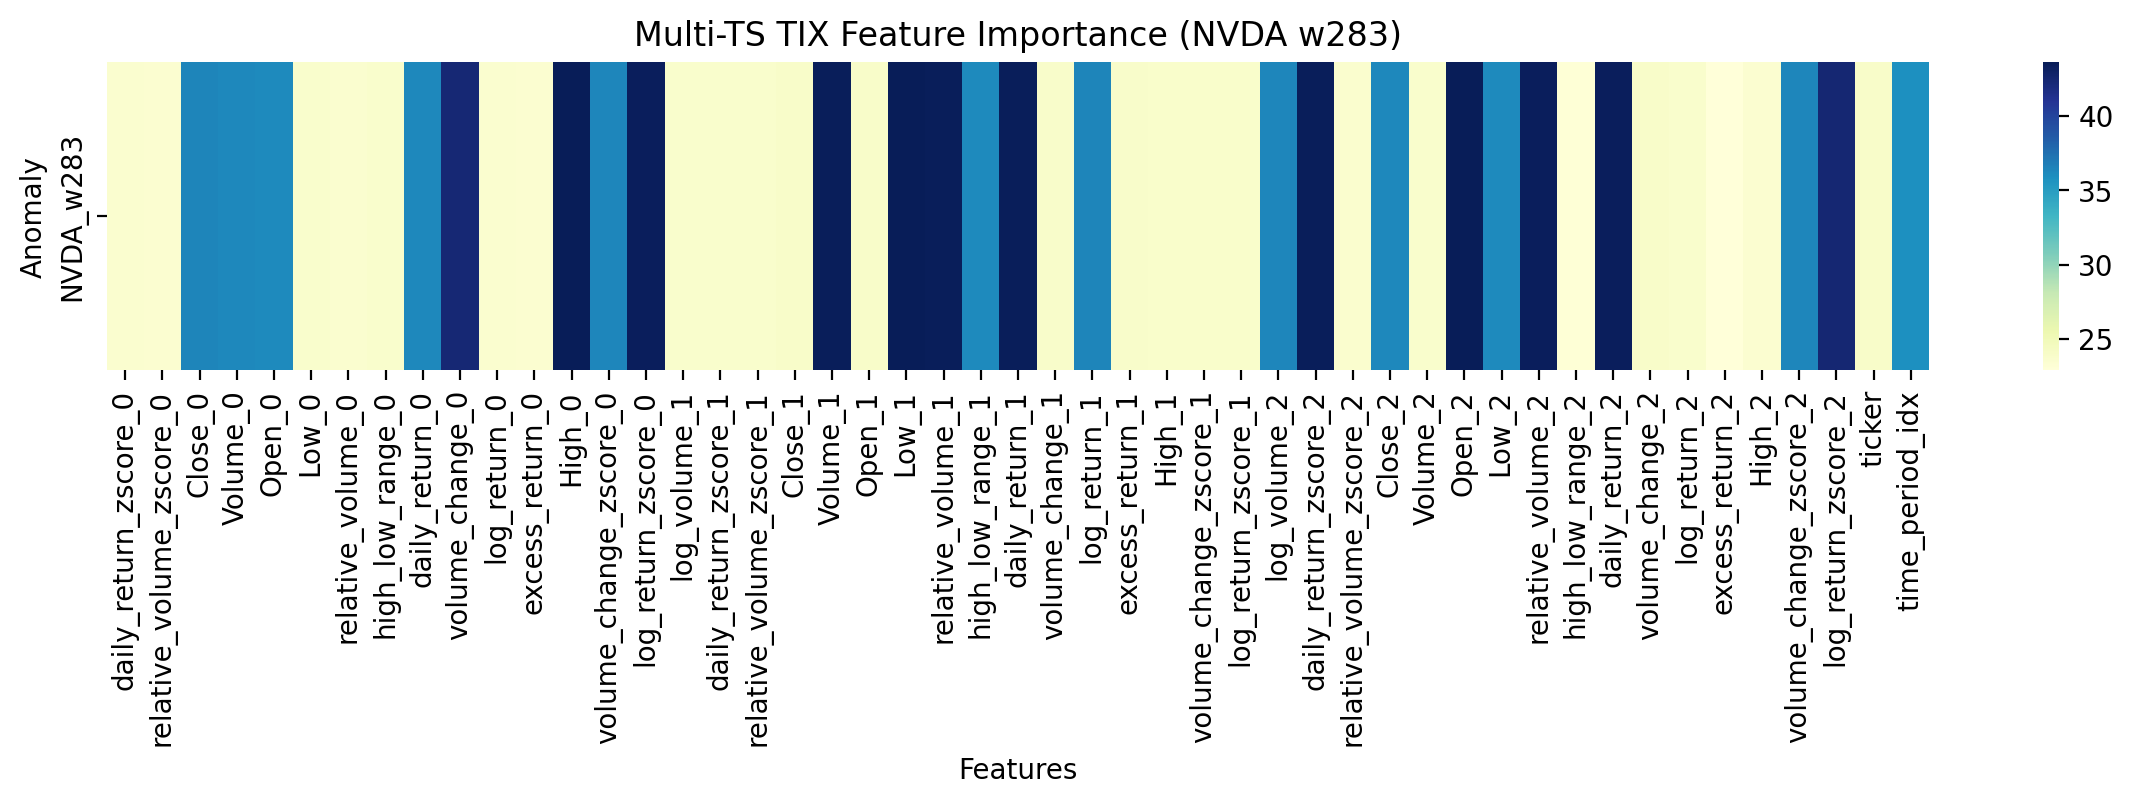 Multi-TS TIX Feature Importance (NVDA w283)
Anomaly
NVDA_w283
40
35
30
25
daily_return_zscore_0
relative_volume_zscore_0
Close_0
Volume_0
Open_0
Low_0
relative_volume_0
high_low_range_0
daily_return_0
volume_change_0
log_return_0
excess_return_0
High_0
volume_change_zscore_0
log_return_zscore_0
log_volume_1
daily_return_zscore_1
relative_volume_zscore_1
Close_1
Volume_1
Open_1
Low_1
relative_volume_1
high_low_range_1
daily_return_1
volume_change_1
log_return_1
excess_return_1
High_1
volume_change_zscore_1
log_return_zscore_1
log_volume_2
daily_return_zscore_2
relative_volume_zscore_2
Close_2
Volume_2
Open_2
Low_2
relative_volume_2
high_low_range_2
daily_return_2
volume_change_2
log_return_2
excess_return_2
High_2
volume_change_zscore_2
log_return_zscore_2
ticker
time_period_idx
Features